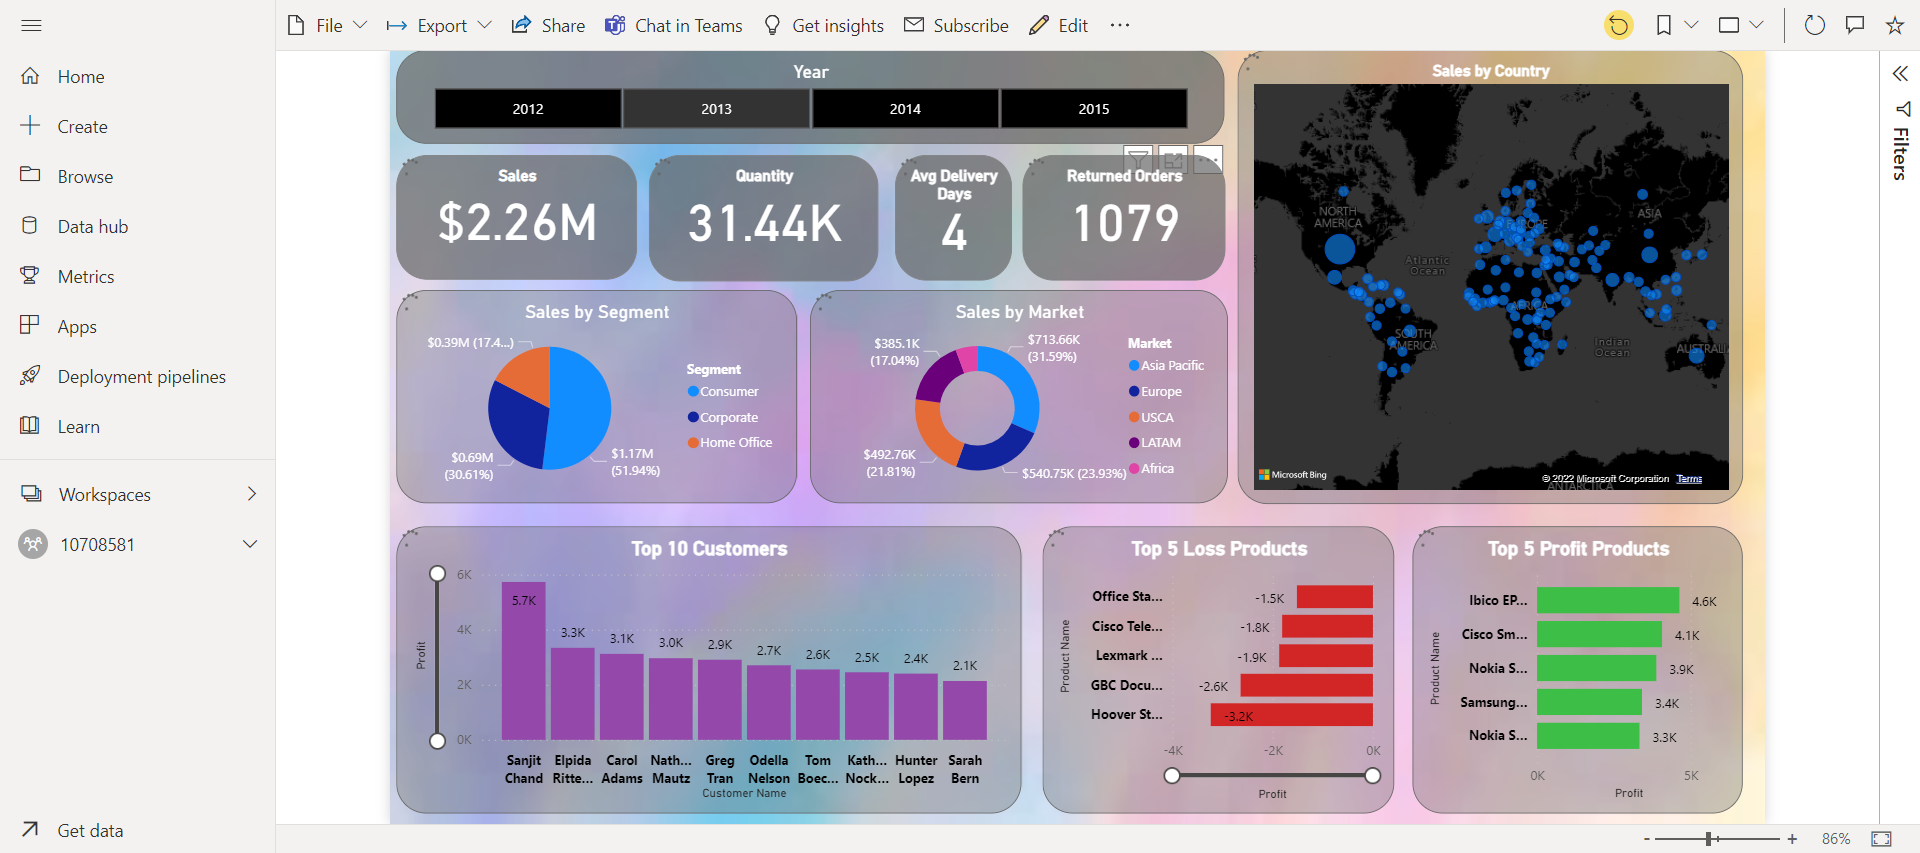 File
Export
Share
Chat in Teams
Get insights
Subscribe
Edit
Home
Create
Browse
Data hub
Metrics
Apps
Deployment pipelines
Learn
Workspaces
10708581
Get data
Filters
Year
2012
2013
2014
2015
Sales
$2.26M
Quantity
31.44K
Avg Delivery
Days
4
Returned Orders
1079
Sales by Country
NORTH
AMERICA
EUROPE
ASIA
Atlantic
Ocean
AFRICA
SOUTH
AMERICA
Indian
Ocean
AUSTRALI
Microsoft Bing
© 2022 Microsoft Corporation Terms
ANTARCTICA
Sales by Segment
$0.39M (17.4...)
$0.69M
(30.61%)
$1.17M
(51.94%)
Segment
Consumer
Corporate
Home Office
Sales by Market
$385.1K
(17.04%)
$713.66K
(31.59%)
$492.76K
(21.81%)
$540.75K (23.93%)
Market
Asia Pacific
Europe
USCA
LATAM
Africa
Top 10 Customers
Profit
6K
4K
2K
0K
5.7K
3.3K
3.1K
3.0K
2.9K
2.7K
2.6K
2.5K
2.4K
2.1K
Sanjit
Chand
Elpida
Ritte...
Carol
Adams
Nath...
Mautz
Greg
Tran
Odella
Nelson
Tom
Boec...
Kath...
Nock...
Hunter
Lopez
Sarah
Bern
Customer Name
Top 5 Loss Products
Product Name
Office Sta...
-1.5K
Cisco Tele...
-1.8K
Lexmark ...
-1.9K
GBC Docu...
-2.6K
Hoover St...
-3.2K
-4K
-2K
0K
Profit
Top 5 Profit Products
Product Name
Ibico EP...
4.6K
Cisco Sm...
4.1K
Nokia S...
3.9K
Samsung...
3.4K
Nokia S...
3.3K
0K
5K
Profit
86%